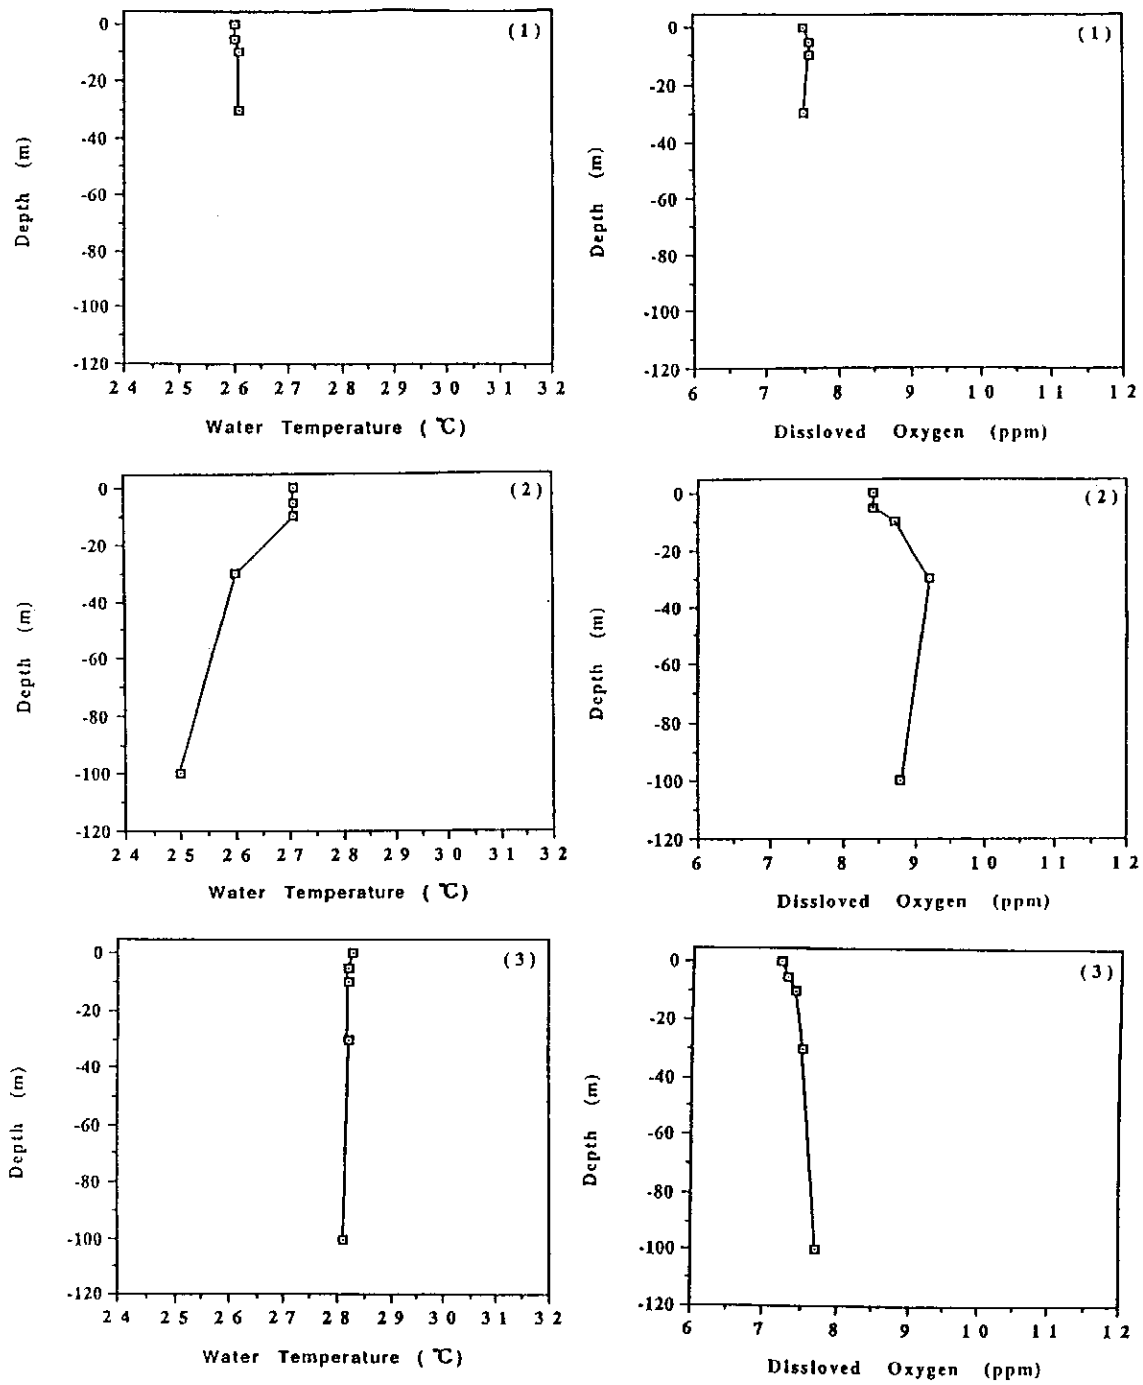 0
-20
-40
-60
-80
-100
-120
Depth (m)
(1)
24 25 26 27 28 29 30 31 32
Water Temperature (℃)
0
-20
-40
-60
-80
-100
-120
Depth (m)
(1)
6 7 8 9 10 11 12
Dissloved Oxygen (ppm)
0
-20
-40
-60
-80
-100
-120
Depth (m)
(2)
24 25 26 27 28 29 30 31 32
Water Temperature (℃)
0
-20
-40
-60
-80
-100
-120
Depth (m)
(2)
6 7 8 9 10 11 12
Dissloved Oxygen (ppm)
0
-20
-40
-60
-80
-100
-120
Depth (m)
(3)
24 25 26 27 28 29 30 31 32
Water Temperature (℃)
0
-20
-40
-60
-80
-100
-120
Depth (m)
(3)
6 7 8 9 10 11 12
Dissloved Oxygen (ppm)